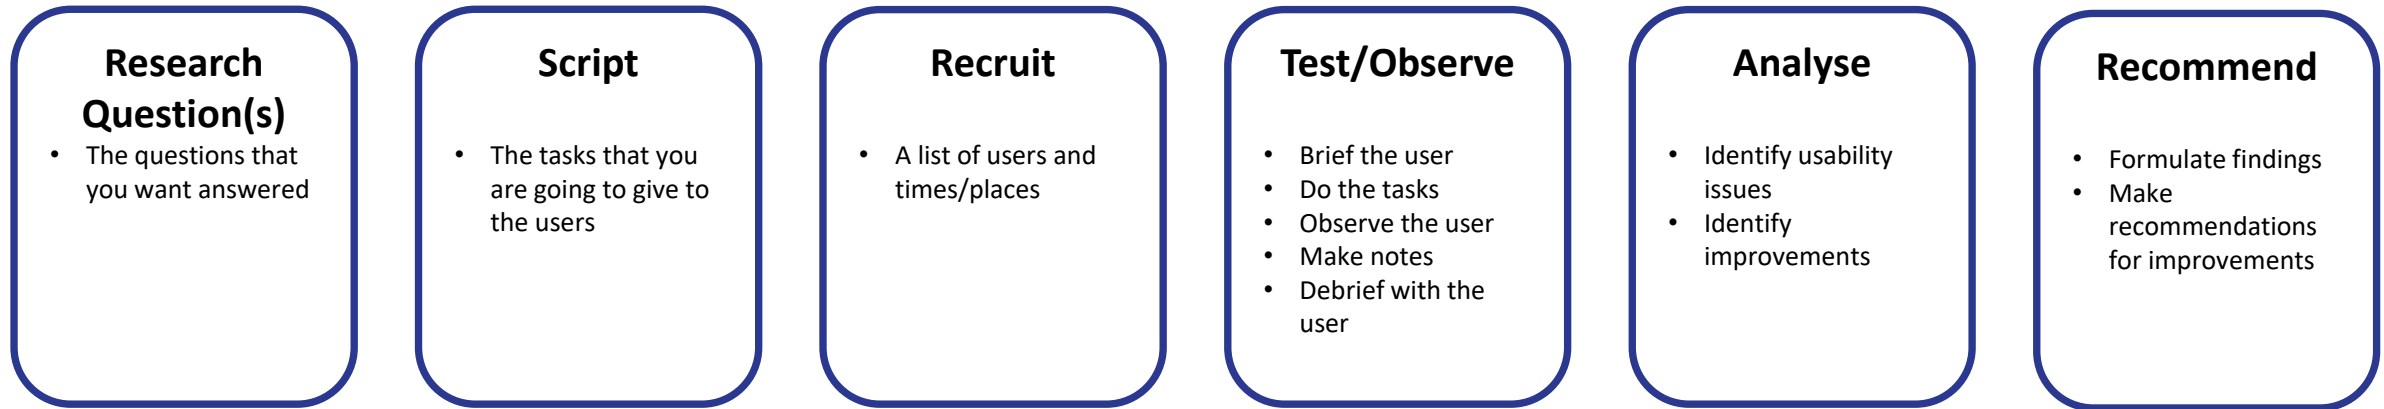 Research
Question(s)
• The questions that
you want answered
Script
• The tasks that you
are going to give to
the users
Recruit
• A list of users and
times/places
Test/Observe
• Brief the user
• Do the tasks
• Observe the user
• Make notes
• Debrief with the
user
Analyse
• Identify usability
issues
• Identify
improvements
Recommend
• Formulate findings
• Make
recommendations
for improvements